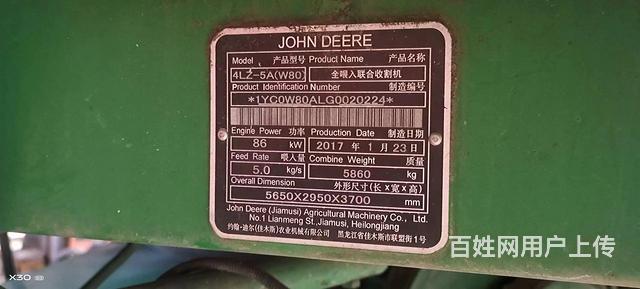 JOHN DEERE
Model 产品型号 Product Name 产品名称
4LZ-5A(W80) 全喂入联合收割机
Product Identification Number 制造编号
*1YC0W80ALG0020224*
Engine Power 功率 Production Date 制造日期
86 kW 2017 年 1 月 23 日
Feed Rate 喂入量 Combine Weight 质量
5.0 kg/s 5860 kg
Overall Dimension 外形尺寸(长x宽x高)
5650X2950X3700 mm
John Deere (Jiamusi) Agricultural Machinery Co., Ltd.
No.1 Lianmeng St.,Jiamusi, Heilongjiang
约翰·迪尔(佳木斯)农业机械有限公司 黑龙江省佳木斯市联盟街1号
百姓网用户上传
X30